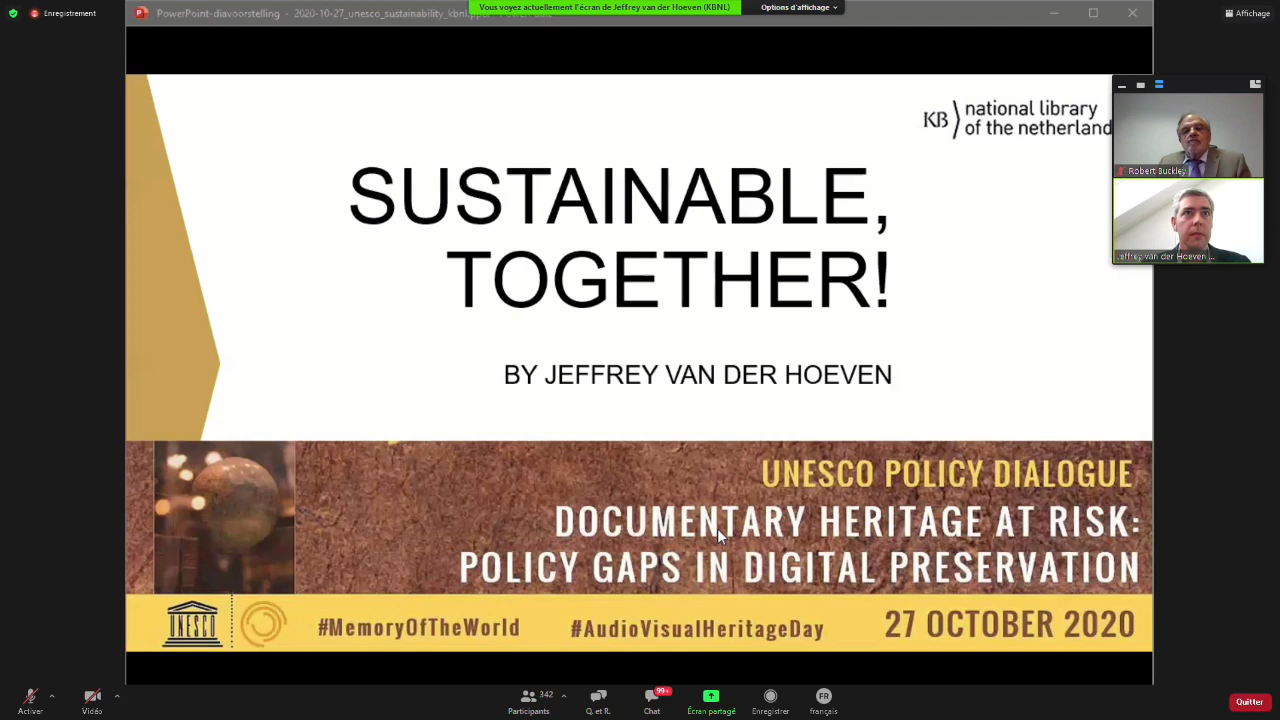 PowerPoint-diavoorstelling - 2020-10-27_unesco_sustainability_kbnl.pptx - PowerPoint
Enregistrement
Vous voyez actuellement l'écran de Jeffrey van der Hoeven (KBNL)
Options d'affichage
Affichage
KB
national library
of the netherland
SUSTAINABLE,
TOGETHER!
BY JEFFREY VAN DER HOEVEN
Robert Buckley
Jeffrey van der Hoeven ...
UNESCO POLICY DIALOGUE
DOCUMENTARY HERITAGE AT RISK:
POLICY GAPS IN DIGITAL PRESERVATION
UNESCO
#MemoryOfTheWorld
#AudioVisualHeritageDay
27 OCTOBER 2020
Activer
Vidéo
342
Participants
Q. et R.
99+
Chat
Écran partagé
Enregistrer
FR
français
Quitter